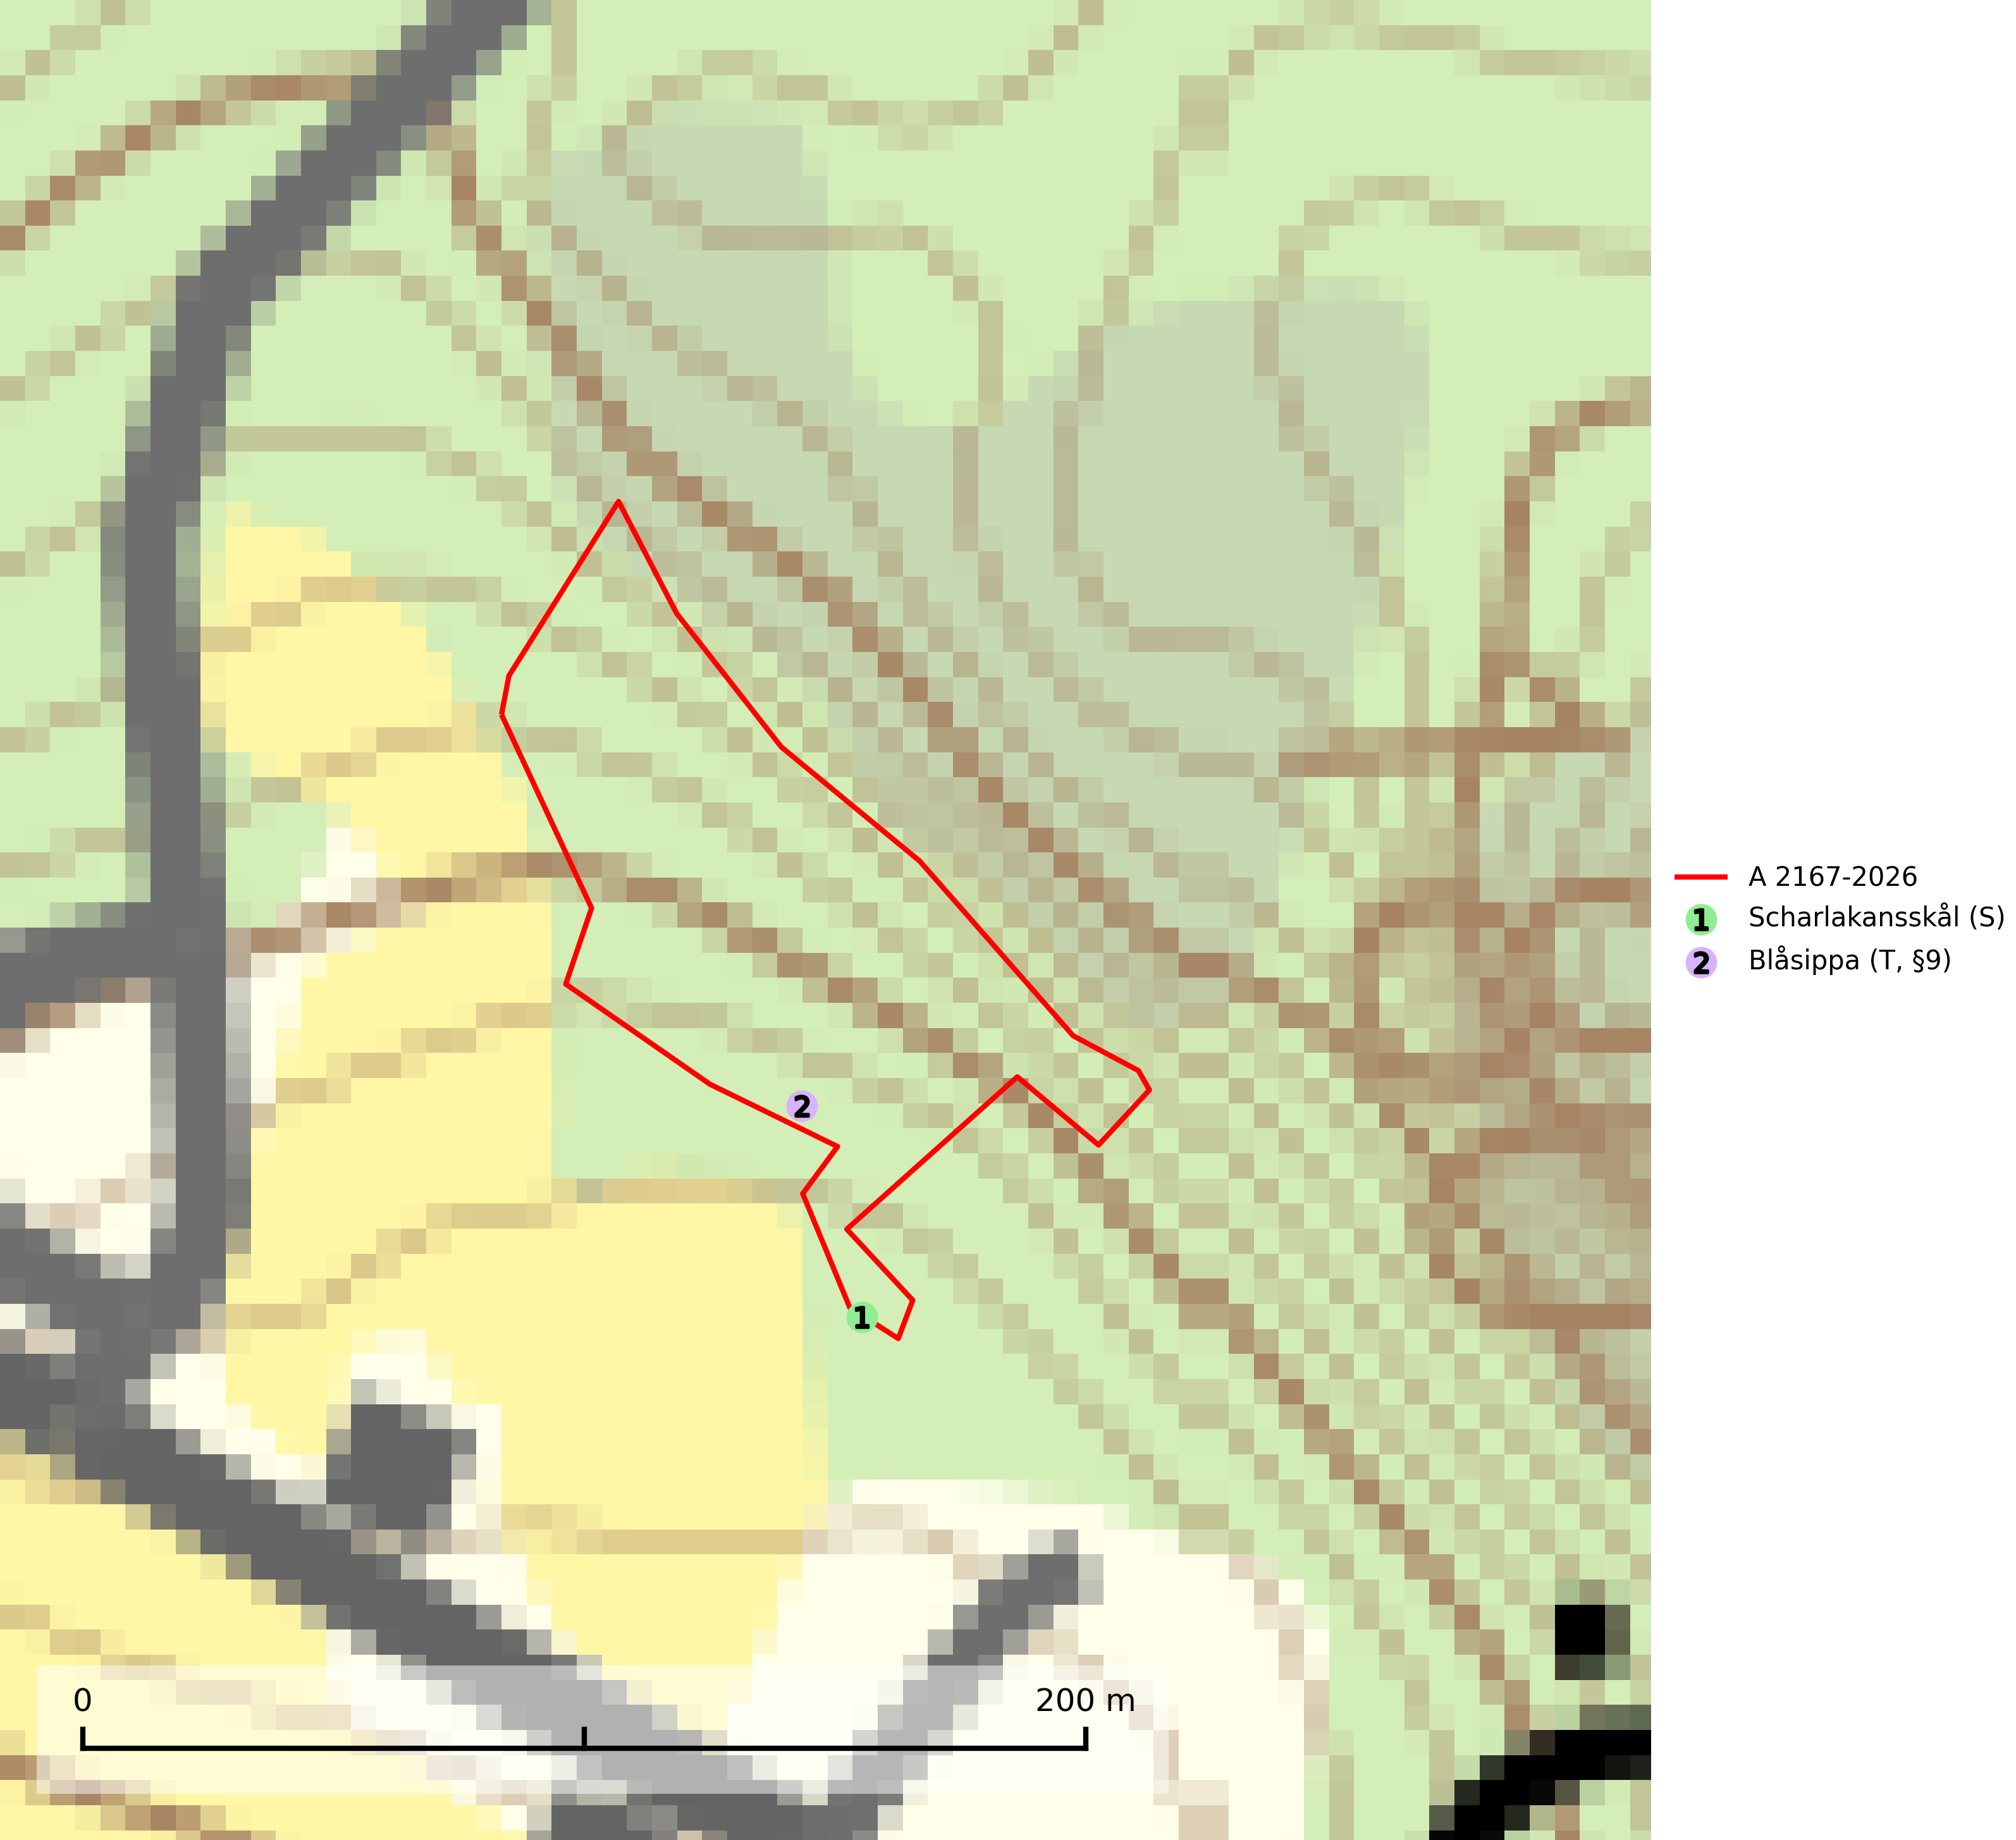 A 2167-2026
1 Scharlakansskål (S)
2 Blåsippa (T, §9)
2
1
0 200 m